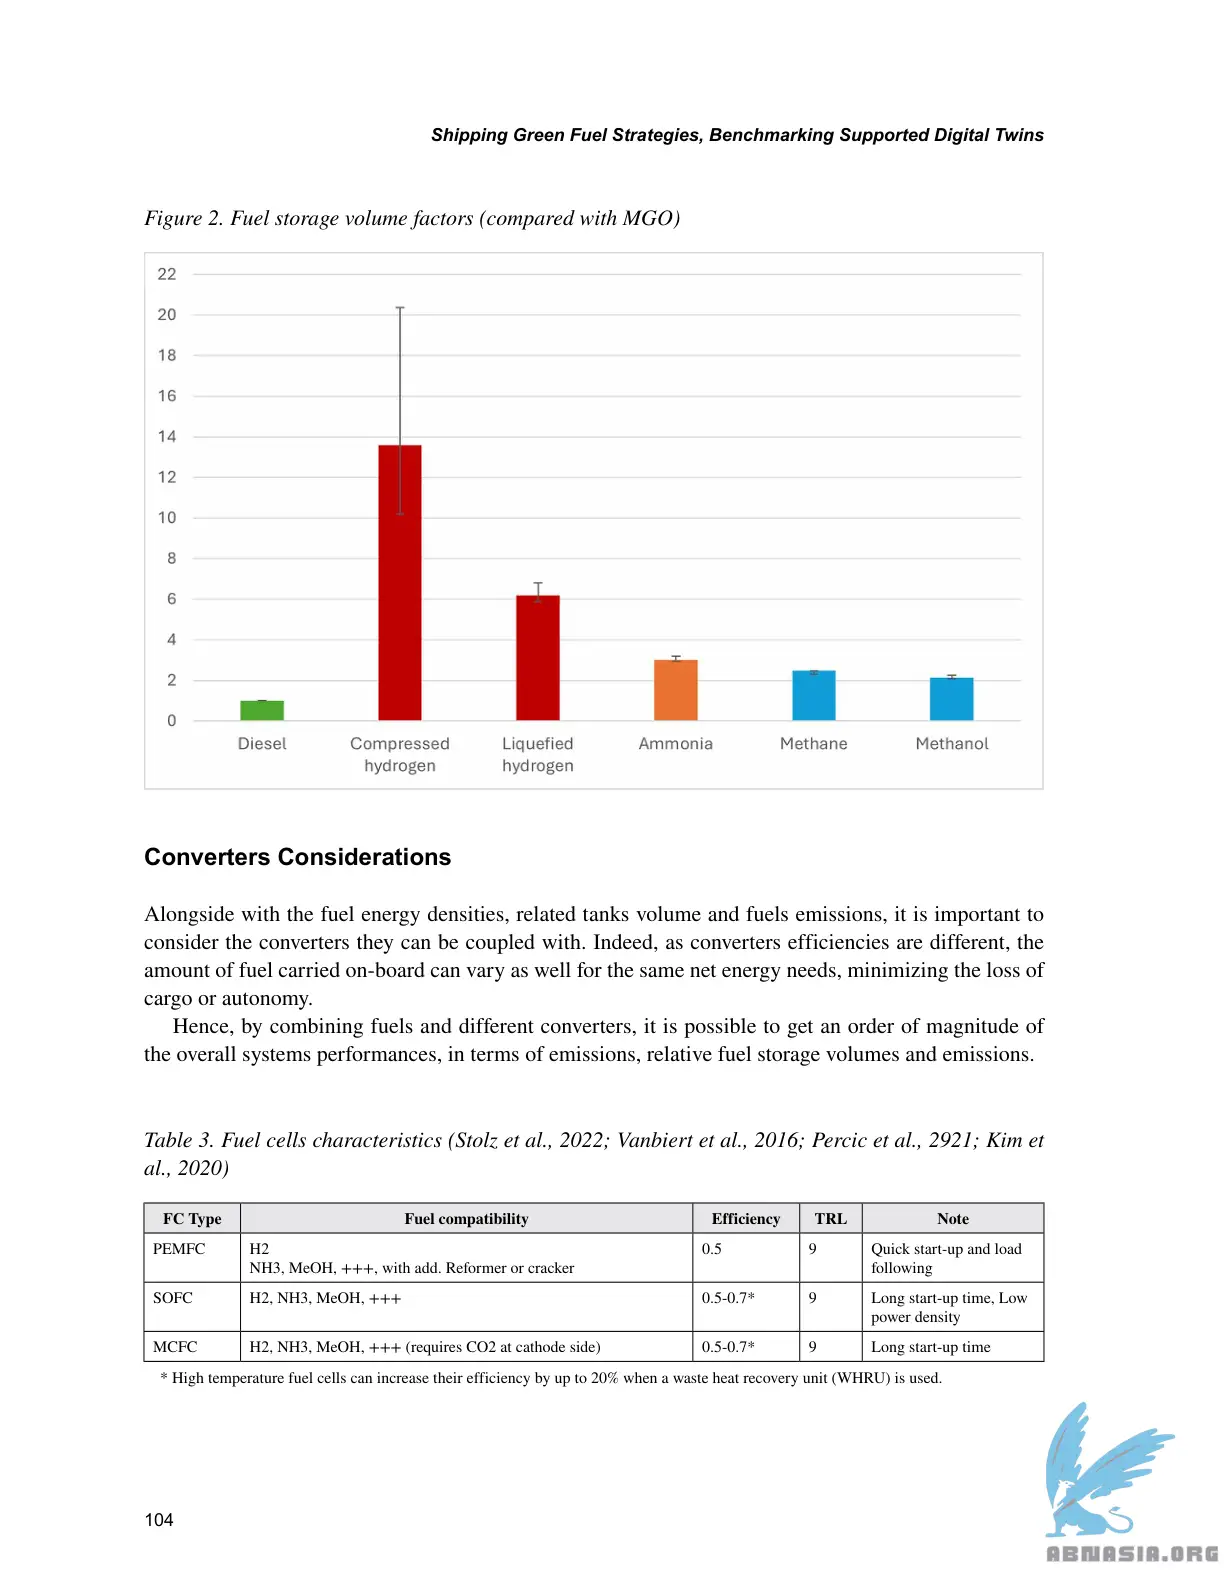 Shipping Green Fuel Strategies, Benchmarking Supported Digital Twins
Figure 2. Fuel storage volume factors (compared with MGO)
22
20
18
16
14
12
10
8
6
4
2
0
Diesel
Compressed
hydrogen
Liquefied
hydrogen
Ammonia
Methane
Methanol
Converters Considerations
Alongside with the fuel energy densities, related tanks volume and fuels emissions, it is important to
consider the converters they can be coupled with. Indeed, as converters efficiencies are different, the
amount of fuel carried on-board can vary as well for the same net energy needs, minimizing the loss of
cargo or autonomy.
Hence, by combining fuels and different converters, it is possible to get an order of magnitude of
the overall systems performances, in terms of emissions, relative fuel storage volumes and emissions.
Table 3. Fuel cells characteristics (Stolz et al., 2022; Vanbiert et al., 2016; Percic et al., 2921; Kim et
al., 2020)
FC Type Fuel compatibility Efficiency TRL Note
PEMFC H2 0.5 9 Quick start-up and load
NH3, MeOH, +++, with add. Reformer or cracker following
SOFC H2, NH3, MeOH, +++ 0.5-0.7* 9 Long start-up time, Low
power density
MCFC H2, NH3, MeOH, +++ (requires CO2 at cathode side) 0.5-0.7* 9 Long start-up time
* High temperature fuel cells can increase their efficiency by up to 20% when a waste heat recovery unit (WHRU) is used.
104
ABNASIA.ORG